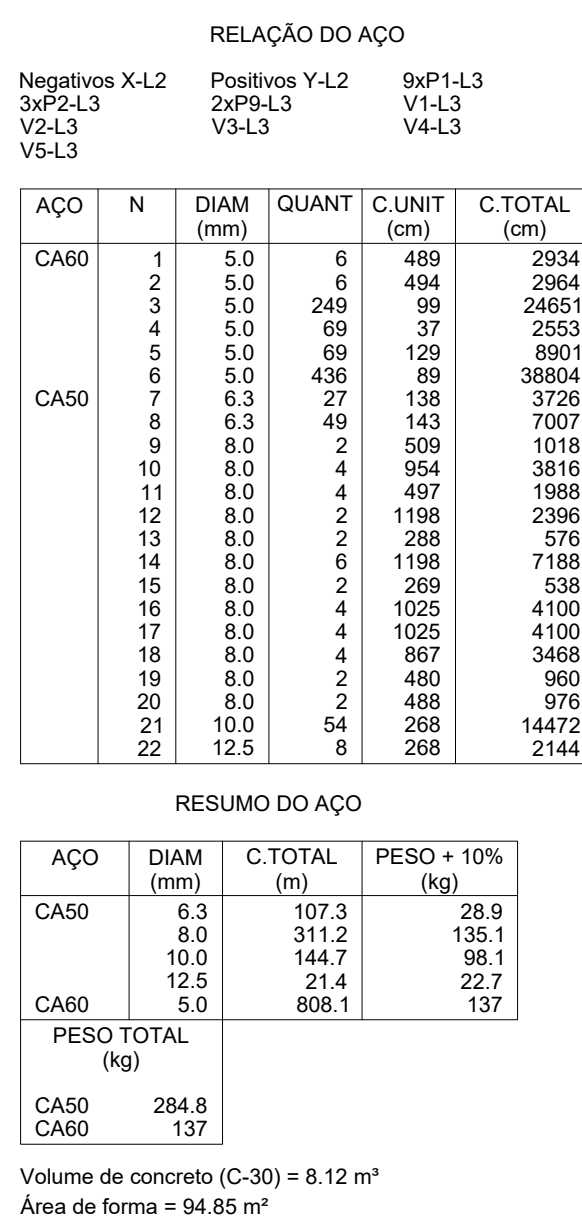 RELAÇÃO DO AÇO
Negativos X-L2 Positivos Y-L2 9xP1-L3
3xP2-L3 2xP9-L3 V1-L3
V2-L3 V3-L3 V4-L3
V5-L3
AÇO N DIAM QUANT C.UNIT C.TOTAL
(mm) (cm) (cm)
CA60 1 5.0 6 489 2934
2 5.0 6 494 2964
3 5.0 249 99 24651
4 5.0 69 37 2553
5 5.0 69 129 8901
6 5.0 436 89 38804
CA50 7 6.3 27 138 3726
8 6.3 49 143 7007
9 8.0 2 509 1018
10 8.0 4 954 3816
11 8.0 4 497 1988
12 8.0 2 1198 2396
13 8.0 2 288 576
14 8.0 6 1198 7188
15 8.0 2 269 538
16 8.0 4 1025 4100
17 8.0 4 1025 4100
18 8.0 4 867 3468
19 8.0 2 480 960
20 8.0 2 488 976
21 10.0 54 268 14472
22 12.5 8 268 2144
RESUMO DO AÇO
AÇO DIAM C.TOTAL PESO + 10%
(mm) (m) (kg)
CA50 6.3 107.3 28.9
8.0 311.2 135.1
10.0 144.7 98.1
12.5 21.4 22.7
CA60 5.0 808.1 137
PESO TOTAL
(kg)
CA50 284.8
CA60 137
Volume de concreto (C-30) = 8.12 m³
Área de forma = 94.85 m²